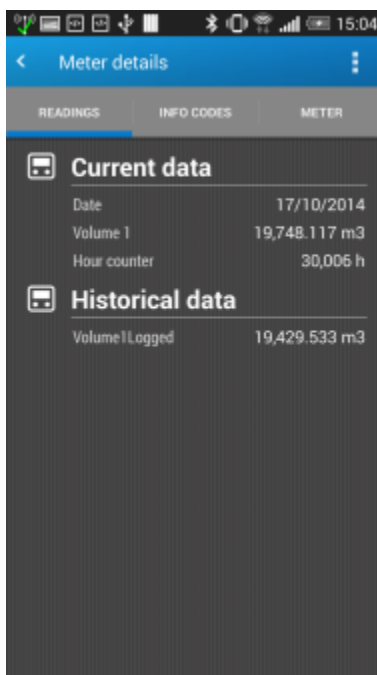 15:04
Meter details
READINGS INFO CODES METER
Current data
Date 17/10/2014
Volume 1 19,748.117 m3
Hour counter 30,006 h
Historical data
Volume1Logged 19,429.533 m3